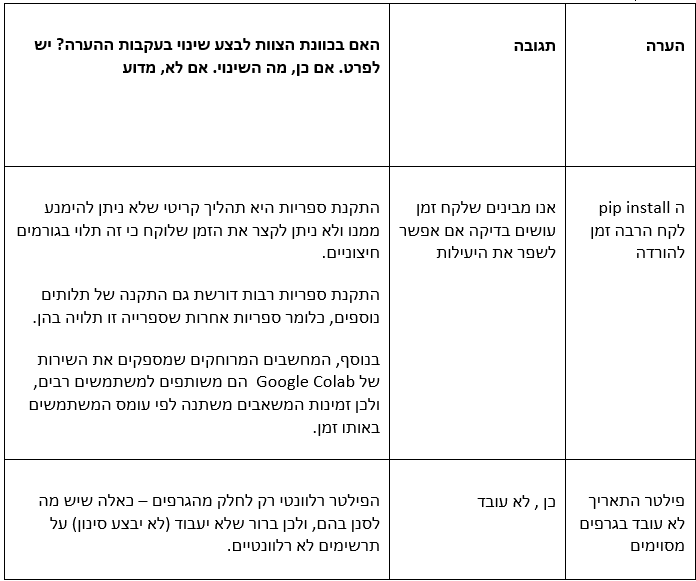 הערה
תגובה
האם בכוונת הצוות לבצע שינוי בעקבות ההערה? יש
לפרט. אם כן, מה השינוי. אם לא, מדוע
ה pip install
לקח הרבה זמן
להורדה
אנו מבינים שלקח זמן
עושים בדיקה אם אפשר
לשפר את היעילות
התקנת ספריות היא תהליך קריטי שלא ניתן להימנע
ממנו ולא ניתן לקצר את הזמן שלוקח כי זה תלוי בגורמים
חיצוניים.
התקנת ספריות רבות דורשת גם התקנה של תלותים
נוספים, כלומר ספריות אחרות שספרייה זו תלויה בהן.
בנוסף, המחשבים המרוחקים שמספקים את השירות
של Google Colab הם משותפים למשתמשים רבים,
ולכן זמינות המשאבים משתנה לפי עומס המשתמשים
באותו זמן.
פילטר התאריך
לא עובד בגרפים
מסוימים
כן , לא עובד
הפילטר רלוונטי רק לחלק מהגרפים – כאלה שיש מה
לסנן בהם, ולכן ברור שלא יעבוד (לא יבצע סינון) על
תרשימים לא רלוונטיים.